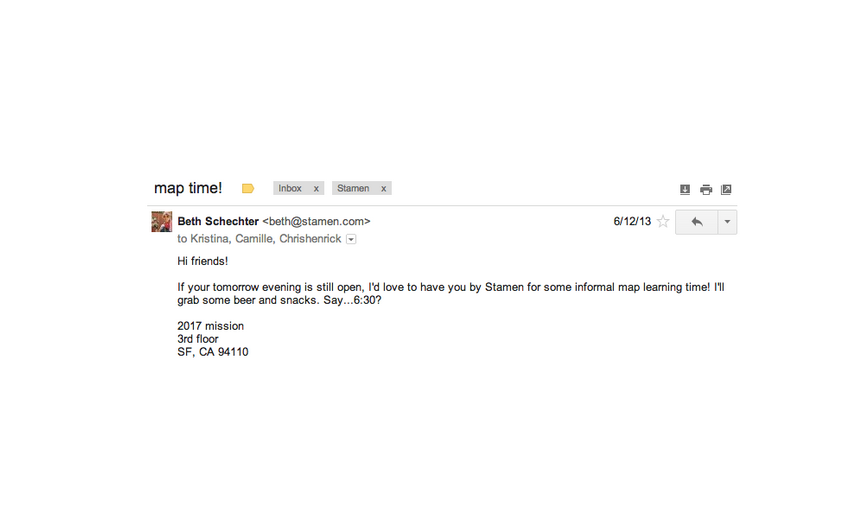 map time! Inbox x Stamen x
Beth Schechter <beth@stamen.com> 6/12/13
to Kristina, Camille, Chrishenrick
Hi friends!
If your tomorrow evening is still open, I'd love to have you by Stamen for some informal map learning time! I'll
grab some beer and snacks. Say...6:30?
2017 mission
3rd floor
SF, CA 94110